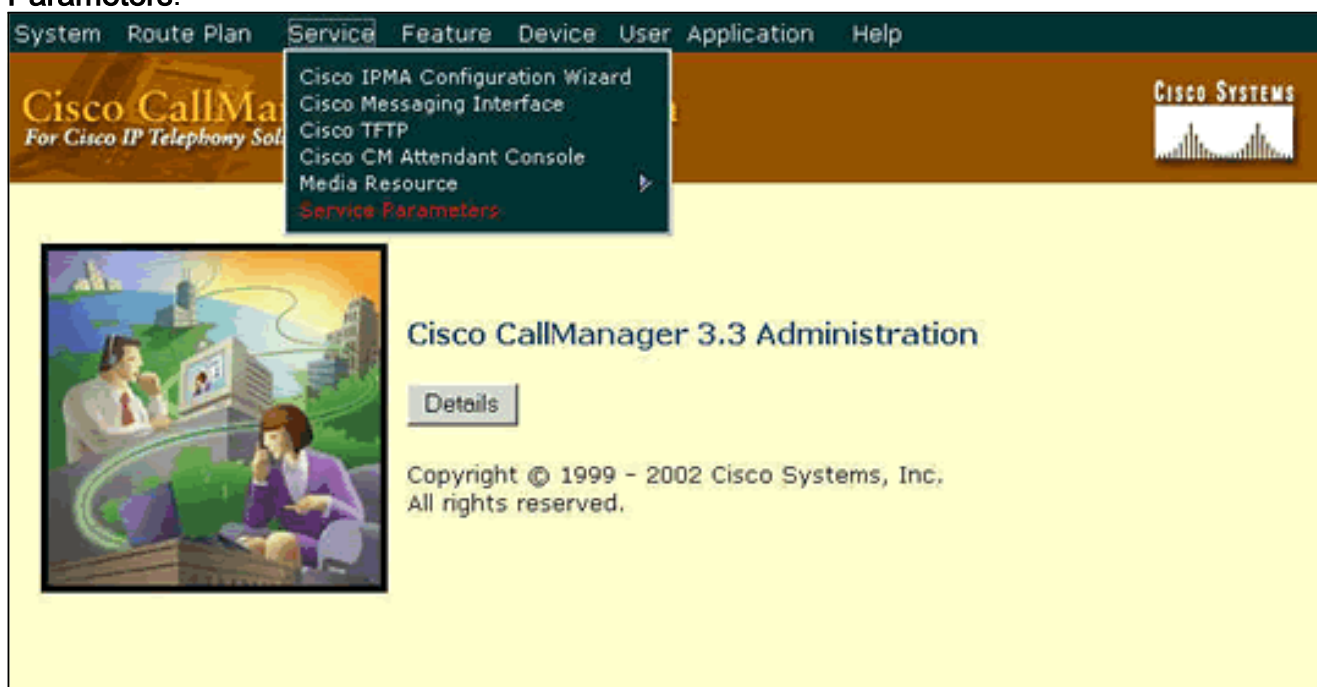 Parameters.
System Route Plan Service Feature Device User Application Help
Cisco IPMA Configuration Wizard
Cisco Messaging Interface
Cisco TFTP
Cisco CM Attendant Console
Media Resource
Service Parameters
Cisco CallMa
For Cisco IP Telephony Sol
CISCO SYSTEMS
Cisco CallManager 3.3 Administration
Details
Copyright © 1999 - 2002 Cisco Systems, Inc.
All rights reserved.